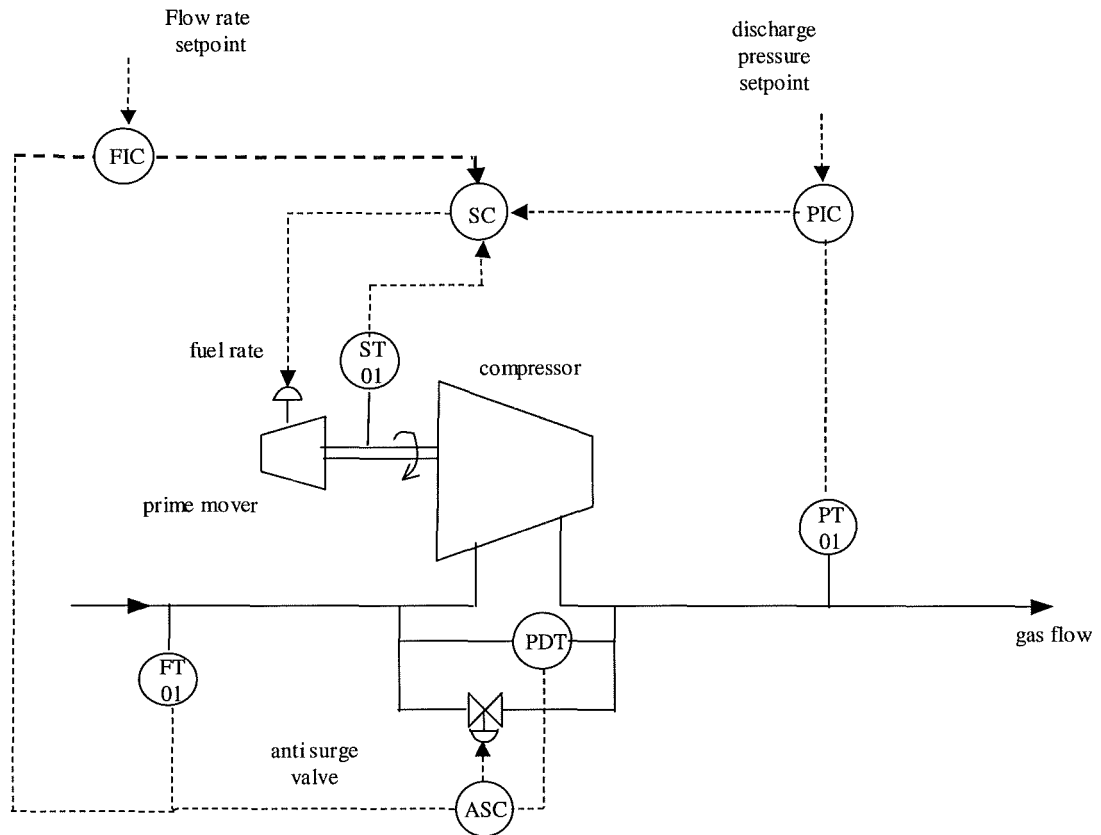 Flow rate
setpoint
discharge
pressure
setpoint
FIC
SC
PIC
fuel rate
ST
01
compressor
prime mover
PT
01
gas flow
PDT
FT
01
anti surge
valve
ASC